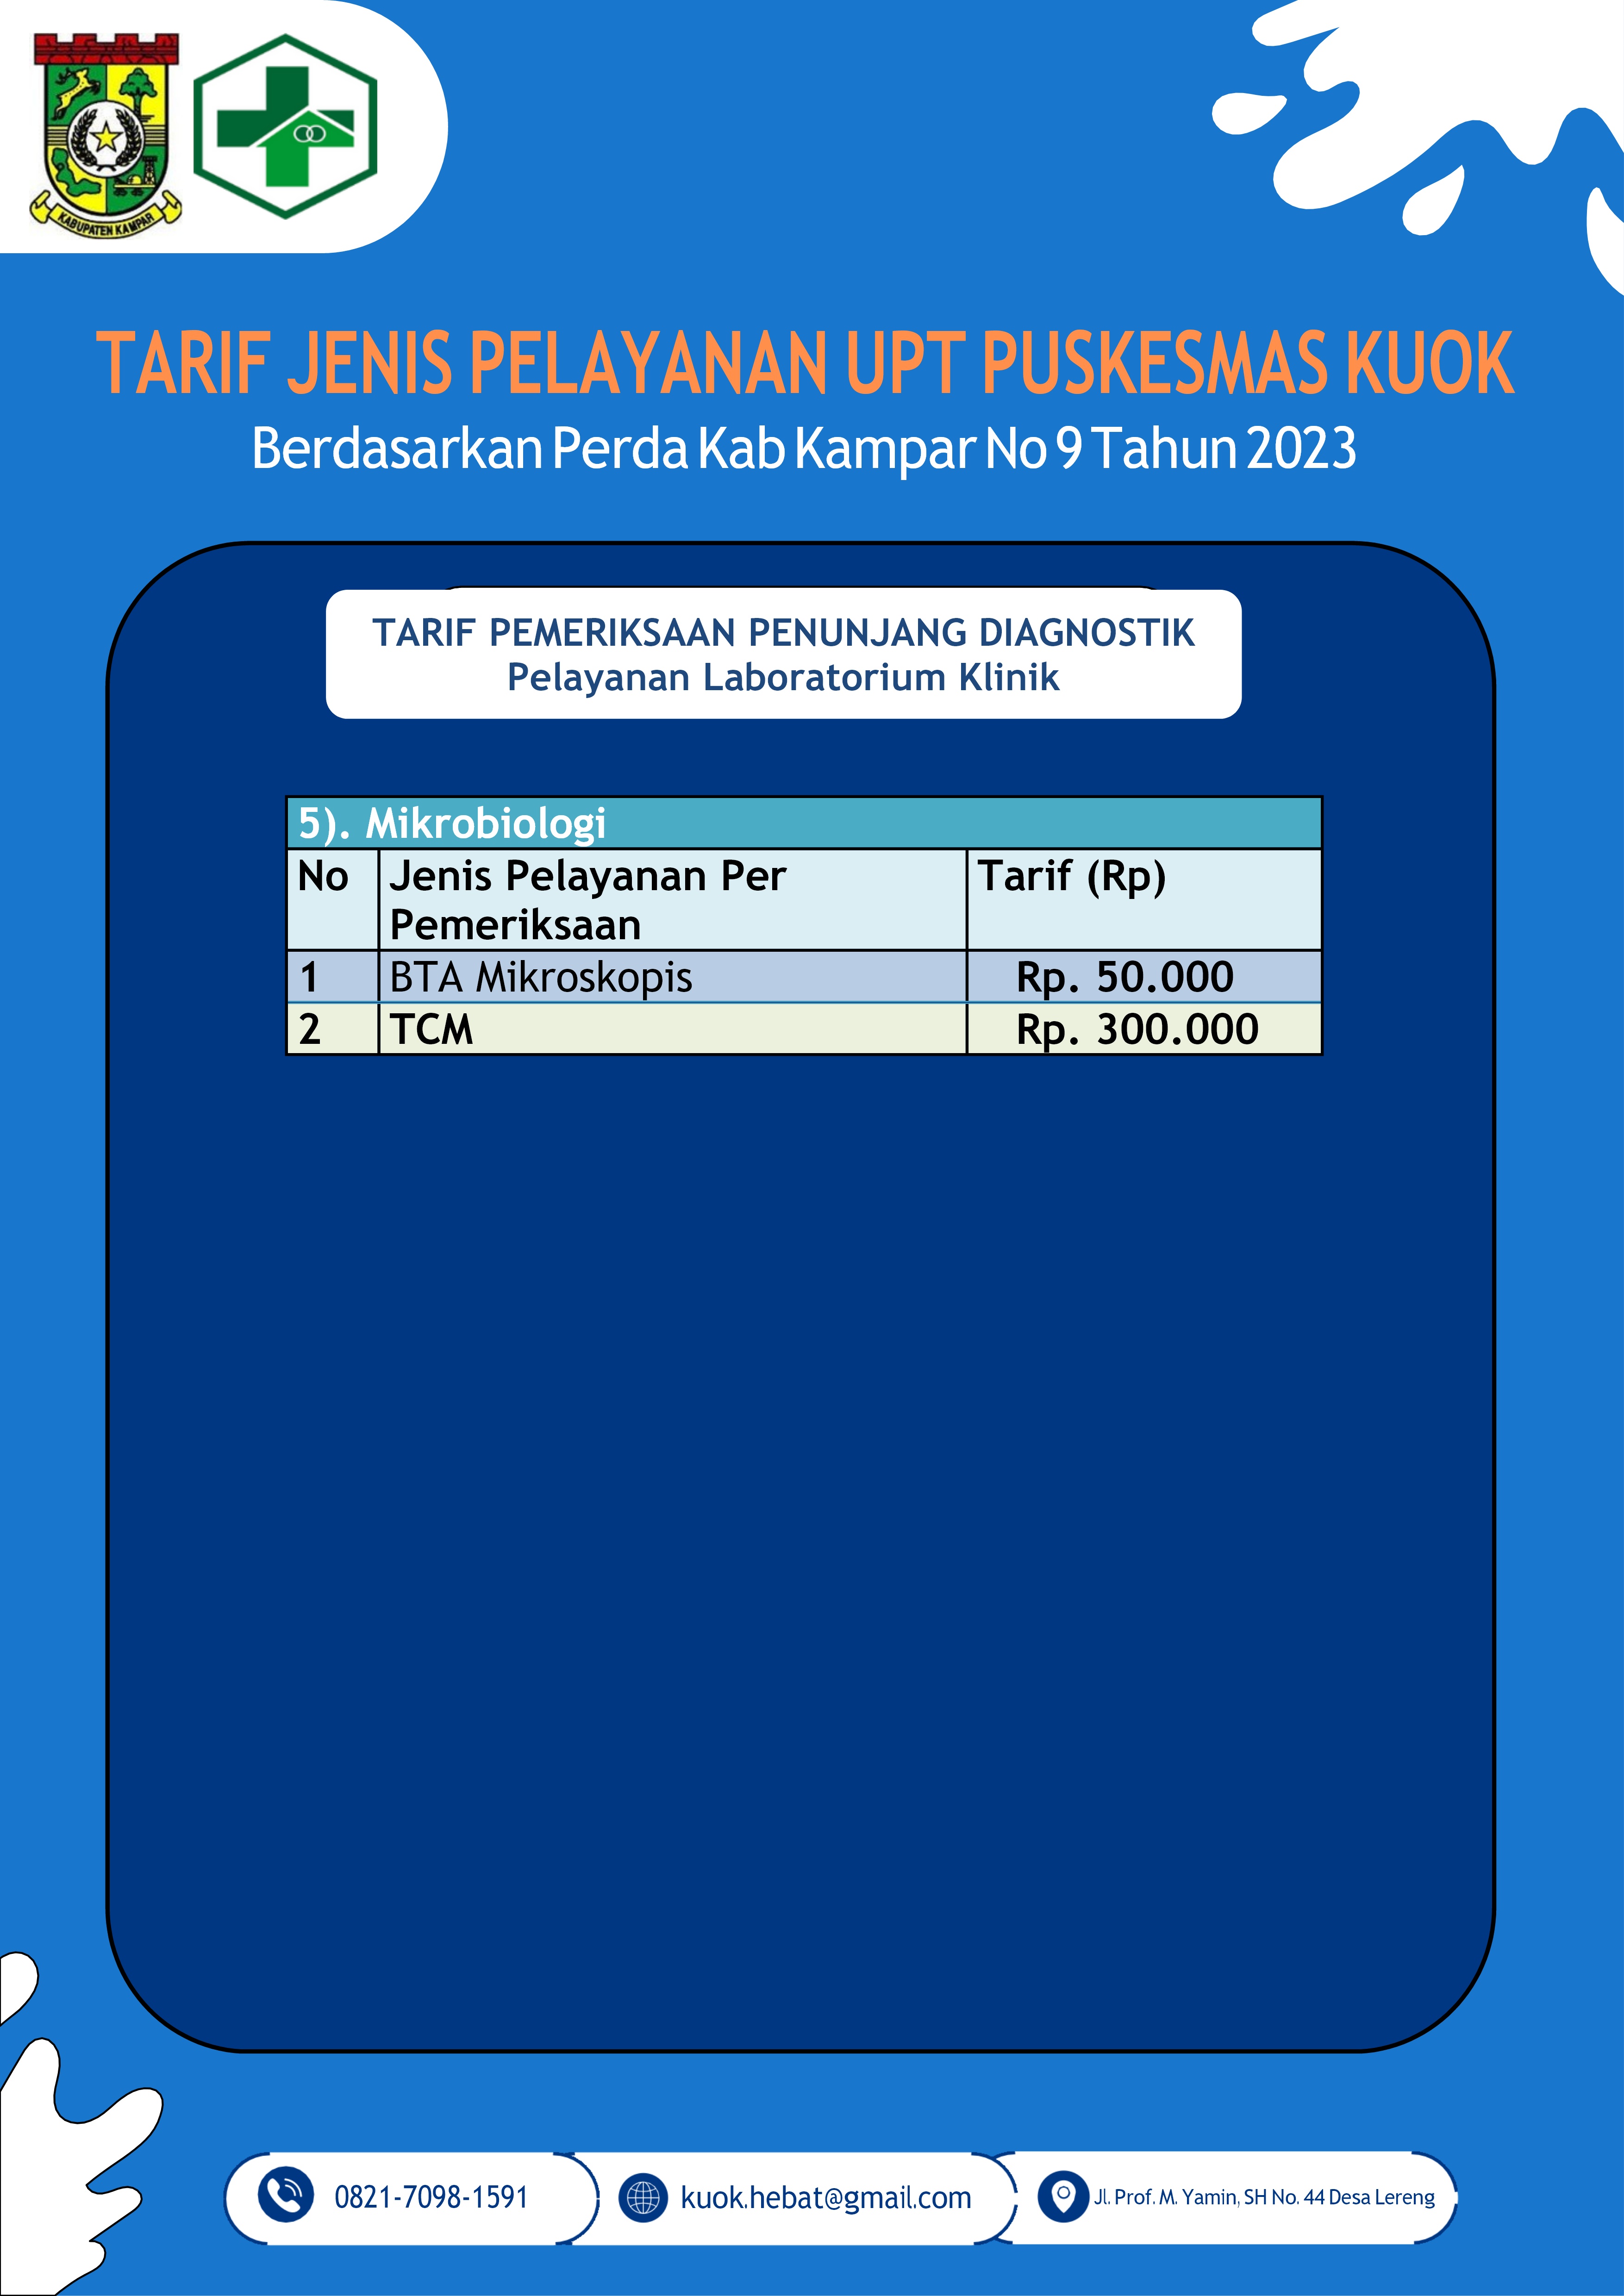 KABUPATEN KAMPAR
TARIF JENIS PELAYANAN UPT PUSKESMAS KUOK
Berdasarkan Perda Kab Kampar No 9 Tahun 2023
TARIF PEMERIKSAAN PENUNJANG DIAGNOSTIK
Pelayanan Laboratorium Klinik
5). Mikrobiologi
No Jenis Pelayanan Per Tarif (Rp)
Pemeriksaan
1 BTA Mikroskopis Rp. 50.000
2 TCM Rp. 300.000
0821-7098-1591 kuok.hebat@gmail.com Jl. Prof. M. Yamin, SH No. 44 Desa Lereng